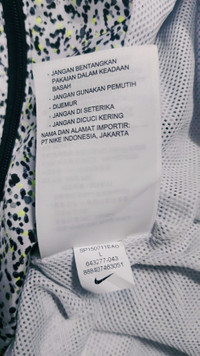 - JANGAN BENTANGKAN
PAKAIAN DALAM KEADAAN
BASAH
- JANGAN GUNAKAN PEMUTIH
- DIJEMUR
- JANGAN DI SETERIKA
- JANGAN DICUCI KERING
NAMA DAN ALAMAT IMPORTIR:
PT NIKE INDONESIA, JAKARTA
L
843277-043
888407483051